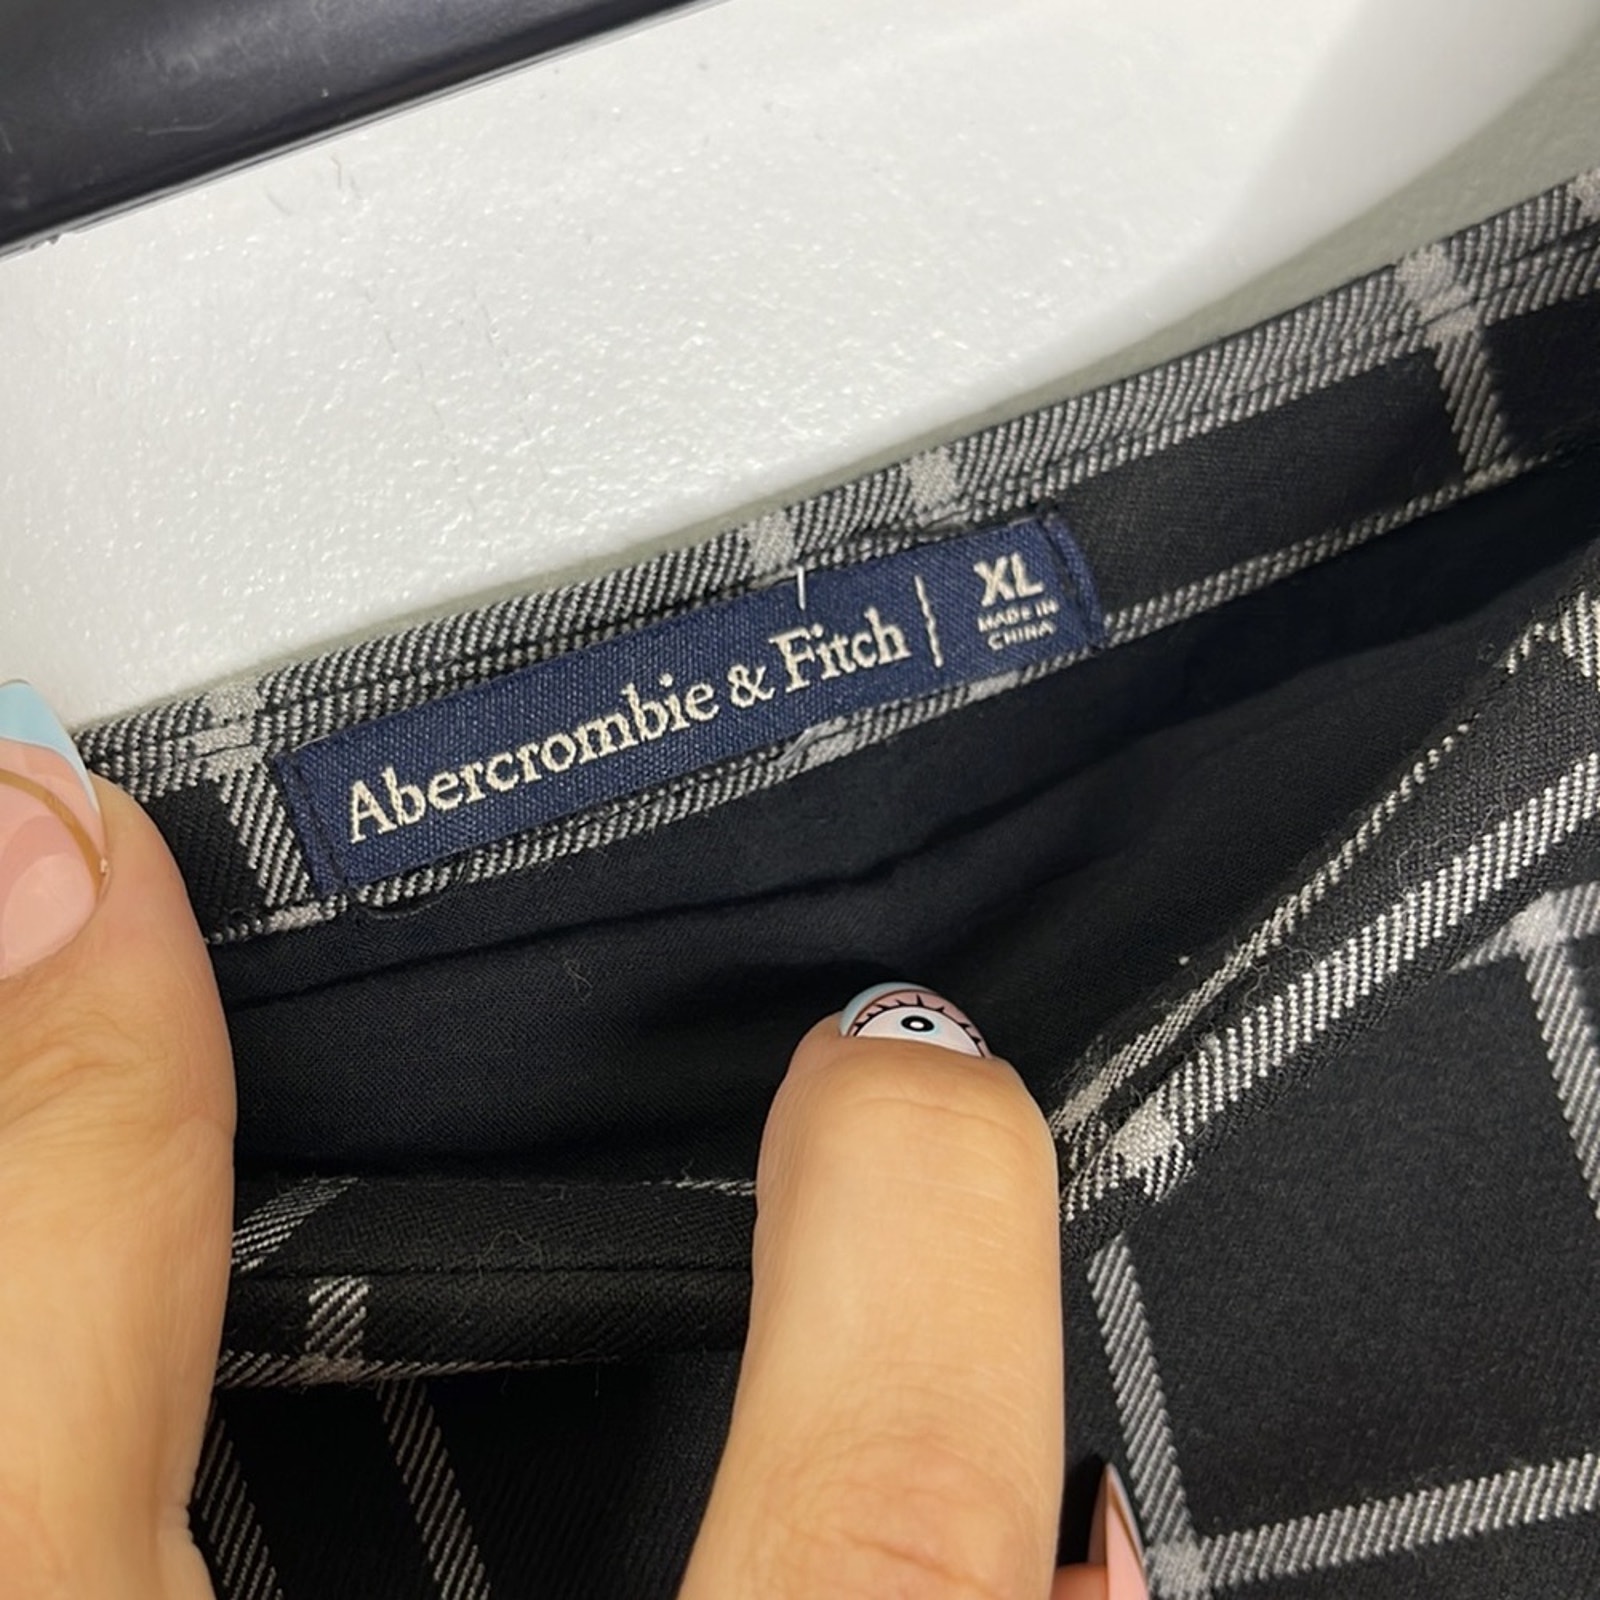 Abercrombie & Fitch
XL
MADE IN
CHINA